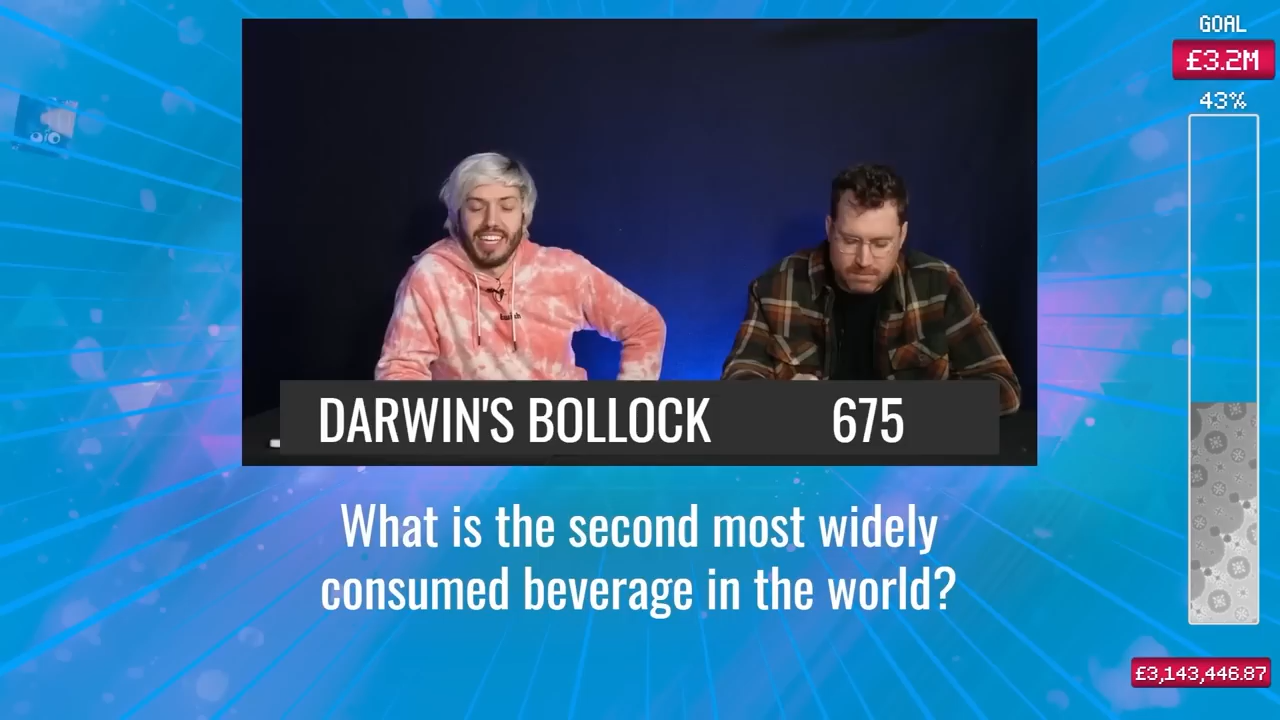 GOAL
£3.2M
43%
DARWIN'S BOLLOCK 675
What is the second most widely
consumed beverage in the world?
£3,143,446.87